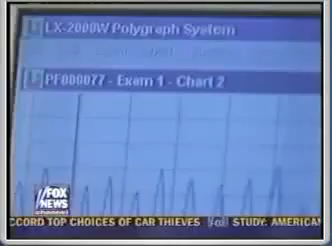 LX-2000W Polygraph System
PF000077 - Exam 1 - Chart 2
FOX
NEWS
channel
CCORD TOP CHOICES OF CAR THIEVES STUDY: AMERICAN